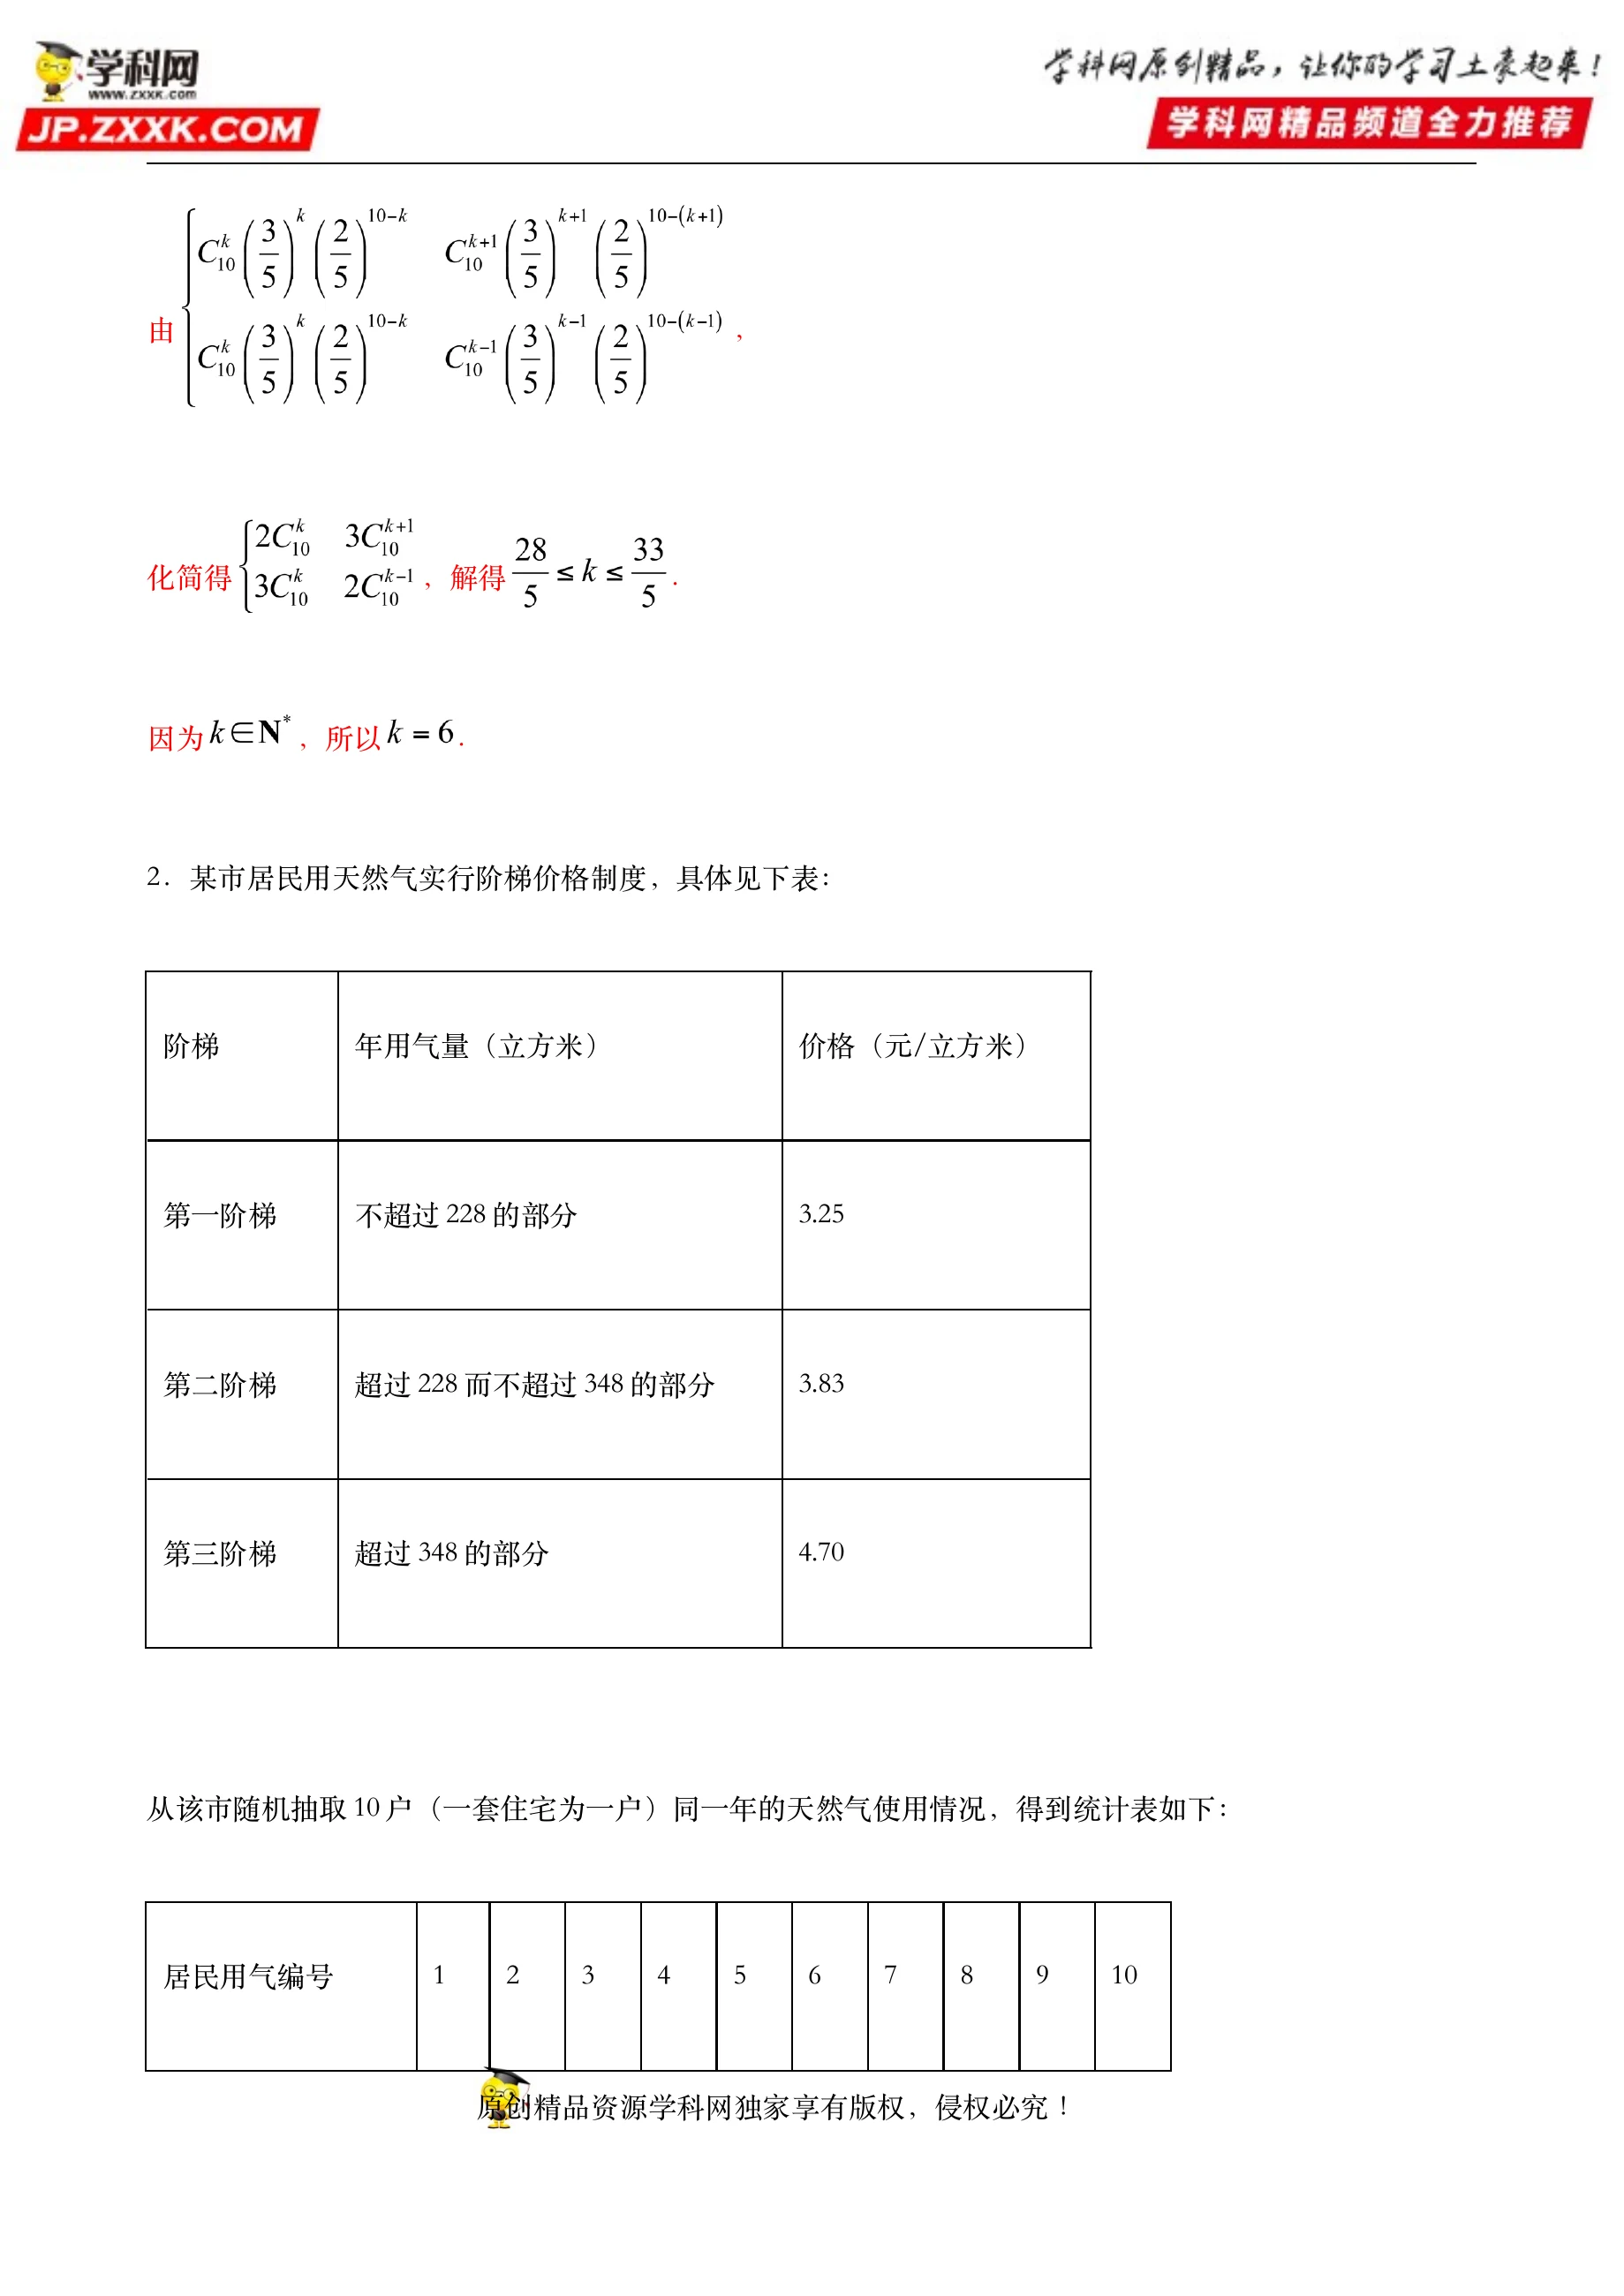 学科网
www.zxxk.com
JP.ZXXK.COM
学科网原创精品，让你的学习土豪起来！
学科网精品频道全力推荐
由 { C_{10}^{k} (3/5)^{k} (2/5)^{10−k}  C_{10}^{k+1} (3/5)^{k+1} (2/5)^{10−(k+1)}
C_{10}^{k} (3/5)^{k} (2/5)^{10−k}  C_{10}^{k−1} (3/5)^{k−1} (2/5)^{10−(k−1)} ，
化简得 { 2C_{10}^{k}  3C_{10}^{k+1}
3C_{10}^{k}  2C_{10}^{k−1} ，解得 28/5 ≤ k ≤ 33/5 .
因为 k∈N* ，所以 k = 6 .
2．某市居民用天然气实行阶梯价格制度，具体见下表：
阶梯 年用气量（立方米） 价格（元/立方米）
第一阶梯 不超过 228 的部分 3.25
第二阶梯 超过 228 而不超过 348 的部分 3.83
第三阶梯 超过 348 的部分 4.70
从该市随机抽取 10 户（一套住宅为一户）同一年的天然气使用情况，得到统计表如下：
居民用气编号 1 2 3 4 5 6 7 8 9 10
原创精品资源学科网独家享有版权，侵权必究！